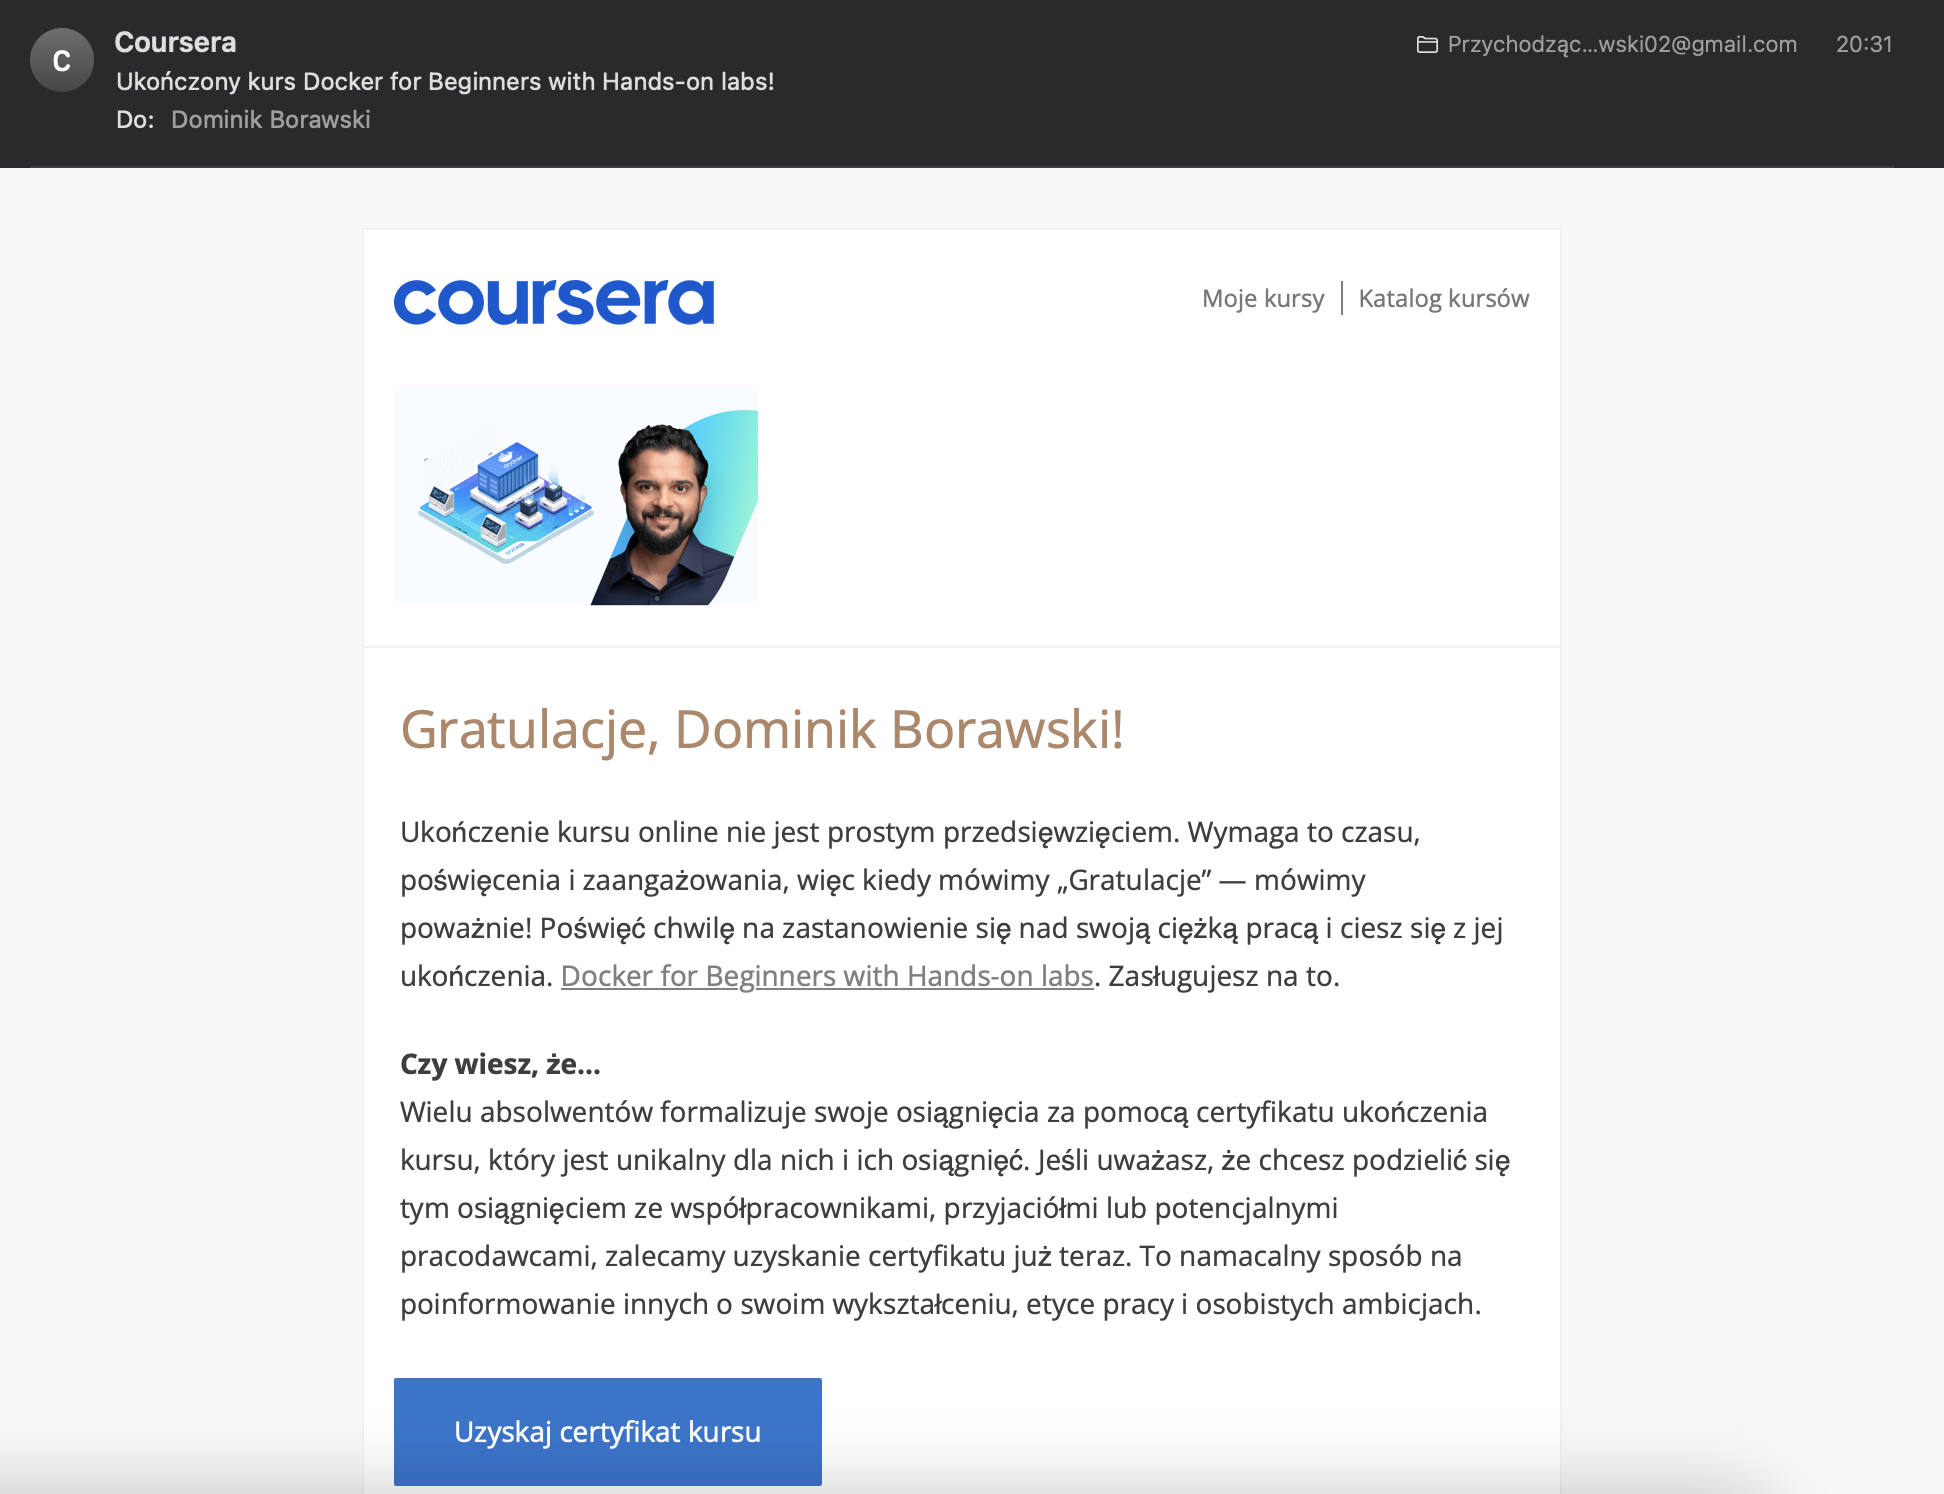 C
Coursera
Przychodząc...wski02@gmail.com
20:31
Ukończony kurs Docker for Beginners with Hands-on labs!
Do: Dominik Borawski
coursera
Moje kursy | Katalog kursów
docker
DOCKER
Gratulacje, Dominik Borawski!
Ukończenie kursu online nie jest prostym przedsięwzięciem. Wymaga to czasu,
poświęcenia i zaangażowania, więc kiedy mówimy „Gratulacje” — mówimy
poważnie! Poświęć chwilę na zastanowienie się nad swoją ciężką pracą i ciesz się z jej
ukończenia. Docker for Beginners with Hands-on labs. Zasługujesz na to.
Czy wiesz, że...
Wielu absolwentów formalizuje swoje osiągnięcia za pomocą certyfikatu ukończenia
kursu, który jest unikalny dla nich i ich osiągnięć. Jeśli uważasz, że chcesz podzielić się
tym osiągnięciem ze współpracownikami, przyjaciółmi lub potencjalnymi
pracodawcami, zalecamy uzyskanie certyfikatu już teraz. To namacalny sposób na
poinformowanie innych o swoim wykształceniu, etyce pracy i osobistych ambicjach.
Uzyskaj certyfikat kursu